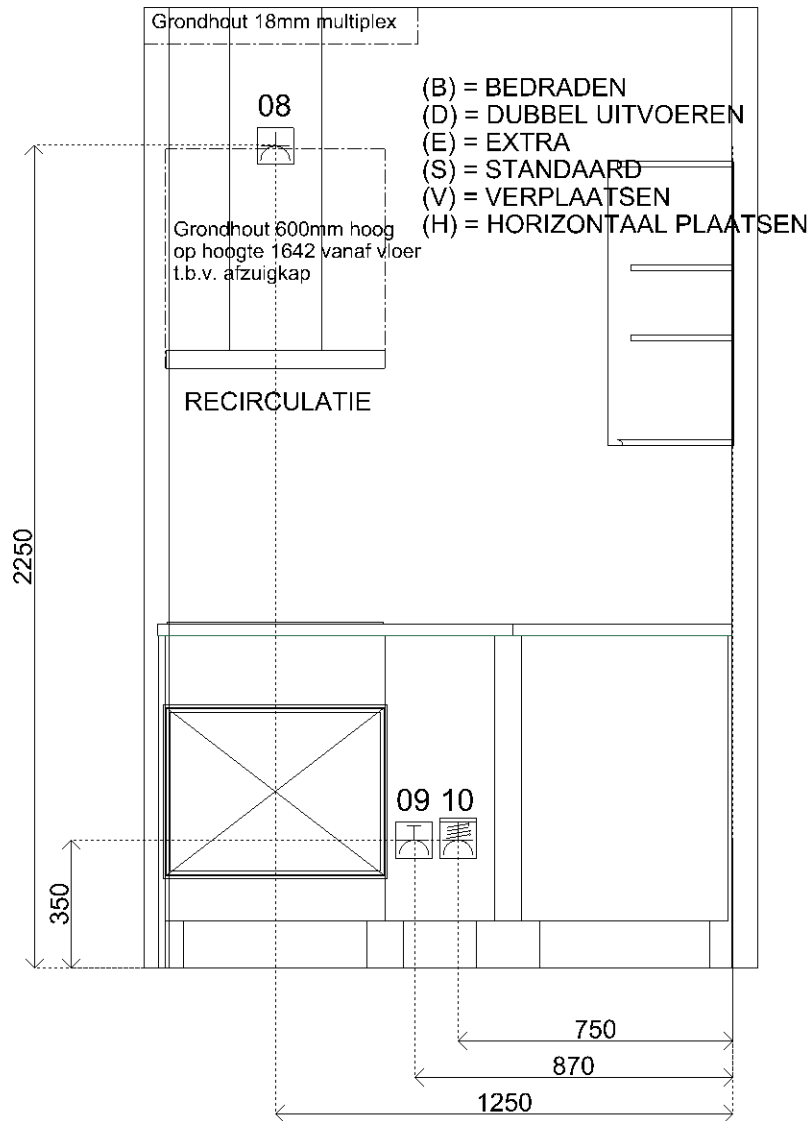 Grondhout 18mm multiplex
08
(B) = BEDRADEN
(D) = DUBBEL UITVOEREN
(E) = EXTRA
(S) = STANDAARD
(V) = VERPLAATSEN
(H) = HORIZONTAAL PLAATSEN
Grondhout 600mm hoog
op hoogte 1642 vanaf vloer
t.b.v. afzuigkap
RECIRCULATIE
2250
09 10
350
750
870
1250